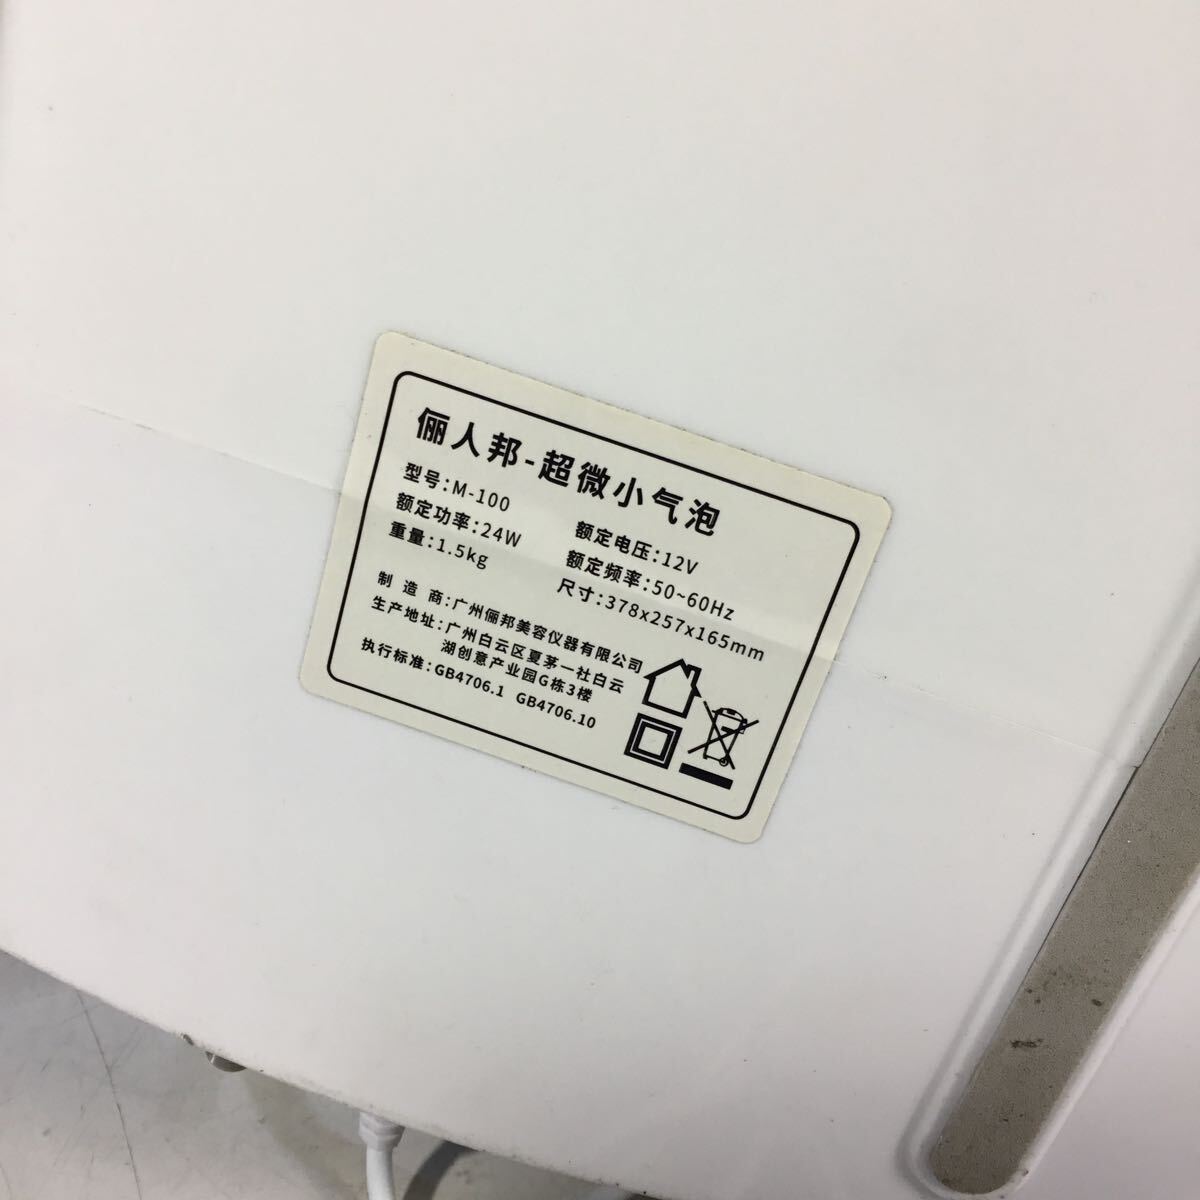 俪人邦-超微小气泡
型号:M-100
额定电压:12V
额定功率:24W
额定频率:50~60Hz
重量:1.5kg
尺寸:378x257x165mm
制 造 商:广州俪邦美容仪器有限公司
生产地址:广州白云区夏茅一社白云
湖创意产业园G栋3楼
执行标准:GB4706.1 GB4706.10